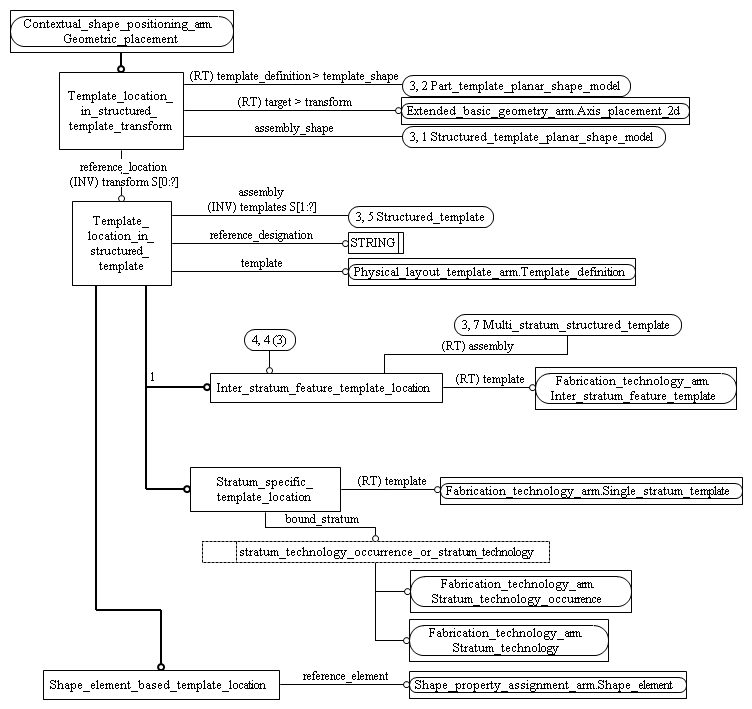 Contextual_shape_positioning_arm.
Geometric_placement
(RT) template_definition > template_shape
Template_location_
in_structured_
template_transform
3, 2 Part_template_planar_shape_model
(RT) target > transform
Extended_basic_geometry_arm.Axis_placement_2d
assembly_shape
3, 1 Structured_template_planar_shape_model
reference_location
(INV) transform S[0:?]
Template_
location_in_
structured_
template
assembly
(INV) templates S[1:?]
3, 5 Structured_template
reference_designation
STRING
template
Physical_layout_template_arm.Template_definition
4, 4 (3)
3, 7 Multi_stratum_structured_template
(RT) assembly
1
Inter_stratum_feature_template_location
(RT) template
Fabrication_technology_arm.
Inter_stratum_feature_template
Stratum_specific_
template_location
(RT) template
Fabrication_technology_arm.Single_stratum_template
bound_stratum
stratum_technology_occurrence_or_stratum_technology
Fabrication_technology_arm.
Stratum_technology_occurrence
Fabrication_technology_arm.
Stratum_technology
Shape_element_based_template_location
reference_element
Shape_property_assignment_arm.Shape_element